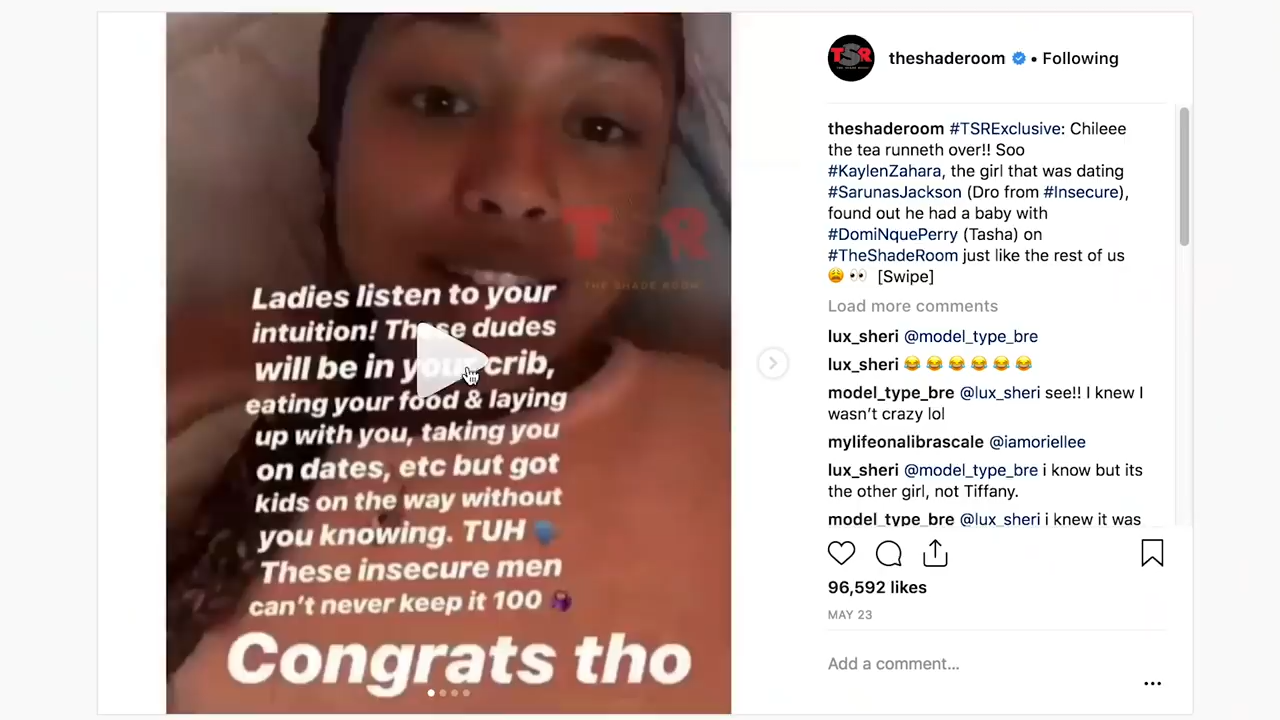 Ladies listen to your
intuition! These dudes
will be in your crib,
eating your food & laying
up with you, taking you
on dates, etc but got
kids on the way without
you knowing. TUH 🗣
These insecure men
can't never keep it 100 🤷🏾‍♀️
Congrats tho
TSR
THE SHADE ROOM
TSR
theshaderoom • Following
theshaderoom #TSRExclusive: Chileee
the tea runneth over!! Soo
#KaylenZahara, the girl that was dating
#SarunasJackson (Dro from #Insecure),
found out he had a baby with
#DomiNquePerry (Tasha) on
#TheShadeRoom just like the rest of us
😩 👀 [Swipe]
Load more comments
lux_sheri @model_type_bre
lux_sheri 😂 😂 😂 😂 😂 😂
model_type_bre @lux_sheri see!! I knew I
wasn't crazy lol
mylifeonalibrascale @iamoriellee
lux_sheri @model_type_bre i know but its
the other girl, not Tiffany.
model_type_bre @lux_sheri i knew it was
96,592 likes
MAY 23
Add a comment...